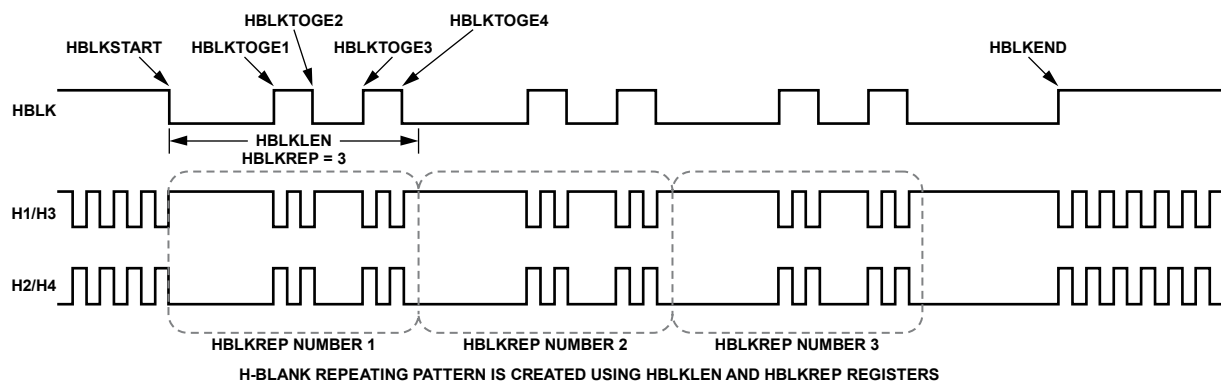 HBLKTOGE2
HBLKTOGE4
HBLKSTART
HBLKTOGE1
HBLKTOGE3
HBLKEND
HBLK
HBLKLEN
HBLKREP = 3
H1/H3
H2/H4
HBLKREP NUMBER 1
HBLKREP NUMBER 2
HBLKREP NUMBER 3
H-BLANK REPEATING PATTERN IS CREATED USING HBLKLEN AND HBLKREP REGISTERS